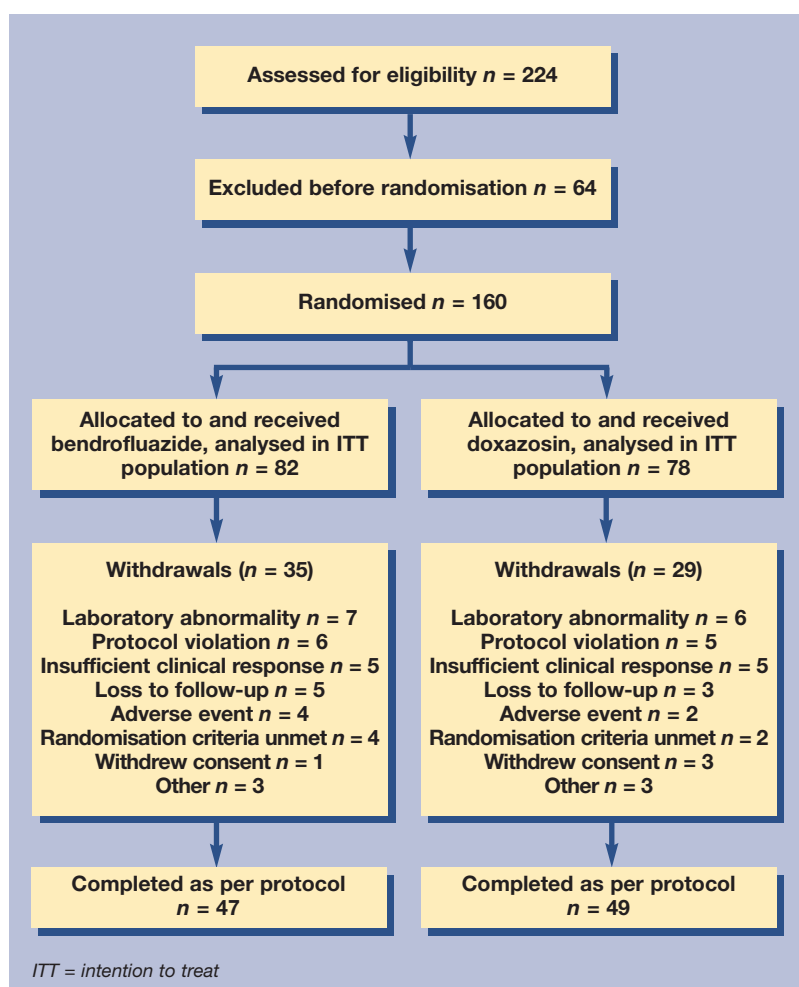 Assessed for eligibility n = 224
Excluded before randomisation n = 64
Randomised n = 160
Allocated to and received
bendrofluazide, analysed in ITT
population n = 82
Allocated to and received
doxazosin, analysed in ITT
population n = 78
Withdrawals (n = 35)
Laboratory abnormality n = 7
Protocol violation n = 6
Insufficient clinical response n = 5
Loss to follow-up n = 5
Adverse event n = 4
Randomisation criteria unmet n = 4
Withdrew consent n = 1
Other n = 3
Withdrawals (n = 29)
Laboratory abnormality n = 6
Protocol violation n = 5
Insufficient clinical response n = 5
Loss to follow-up n = 3
Adverse event n = 2
Randomisation criteria unmet n = 2
Withdrew consent n = 3
Other n = 3
Completed as per protocol
n = 47
Completed as per protocol
n = 49
ITT = intention to treat